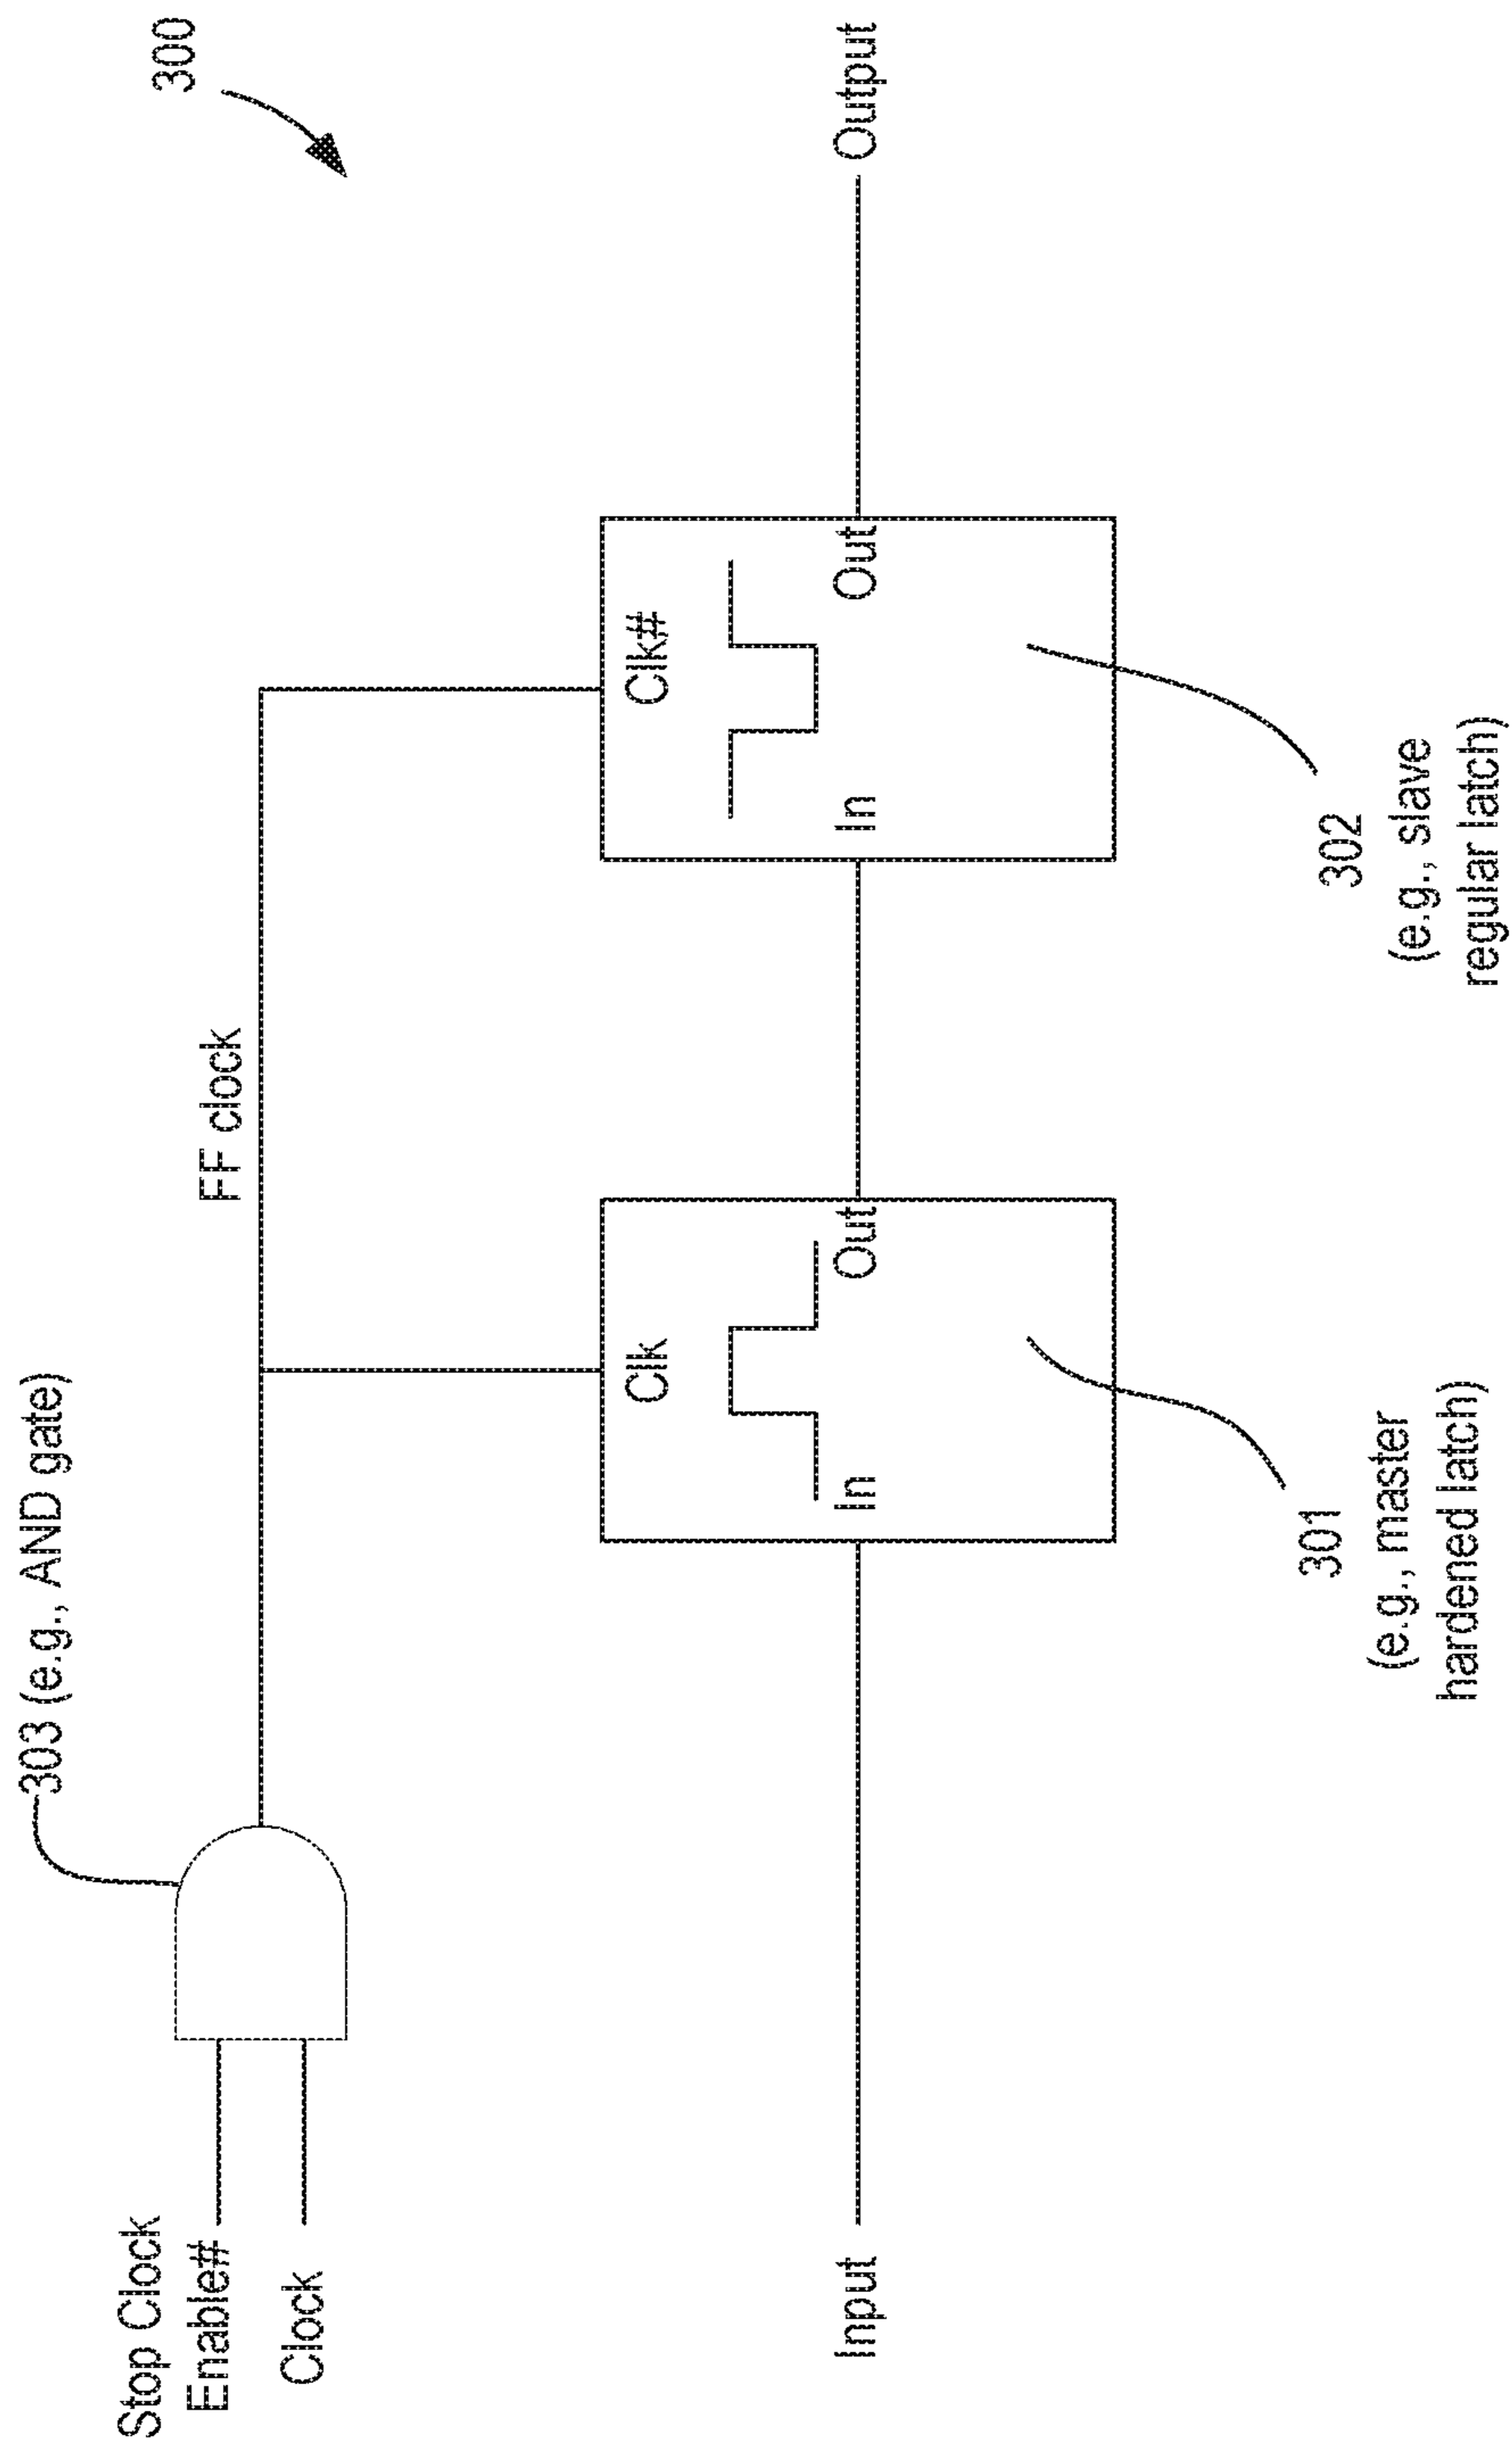 300
303 (e.g., AND gate)
Stop Clock
Enable#
Clock
FF clock
Clk
In
Out
Clk#
In
Out
Input
Output
301
(e.g., master
hardened latch)
302
(e.g., slave
regular latch)